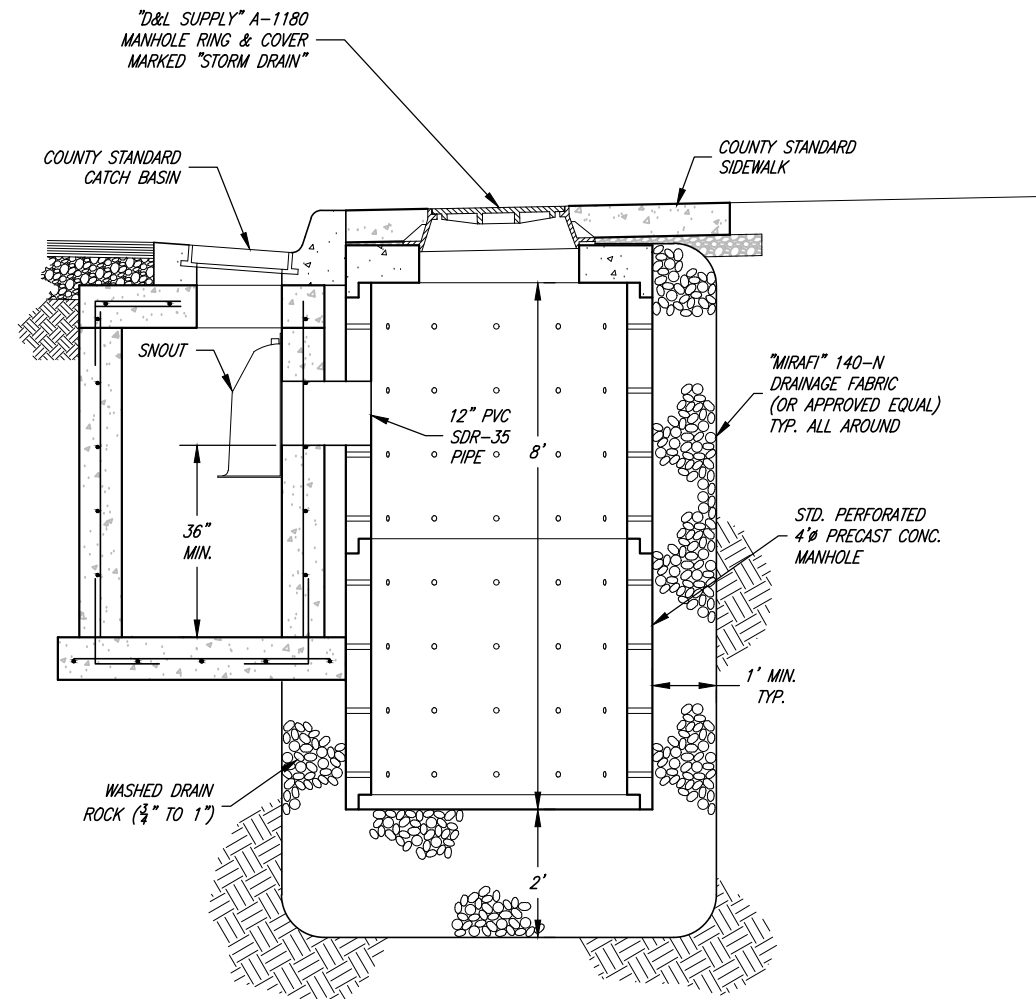 "D&L SUPPLY" A-1180
MANHOLE RING & COVER
MARKED "STORM DRAIN"
COUNTY STANDARD
CATCH BASIN
COUNTY STANDARD
SIDEWALK
SNOUT
12" PVC
SDR-35
PIPE
8'
"MIRAFI" 140-N
DRAINAGE FABRIC
(OR APPROVED EQUAL)
TYP. ALL AROUND
36"
MIN.
STD. PERFORATED
4'ø PRECAST CONC.
MANHOLE
1' MIN.
TYP.
WASHED DRAIN
ROCK (3/4" TO 1")
2'